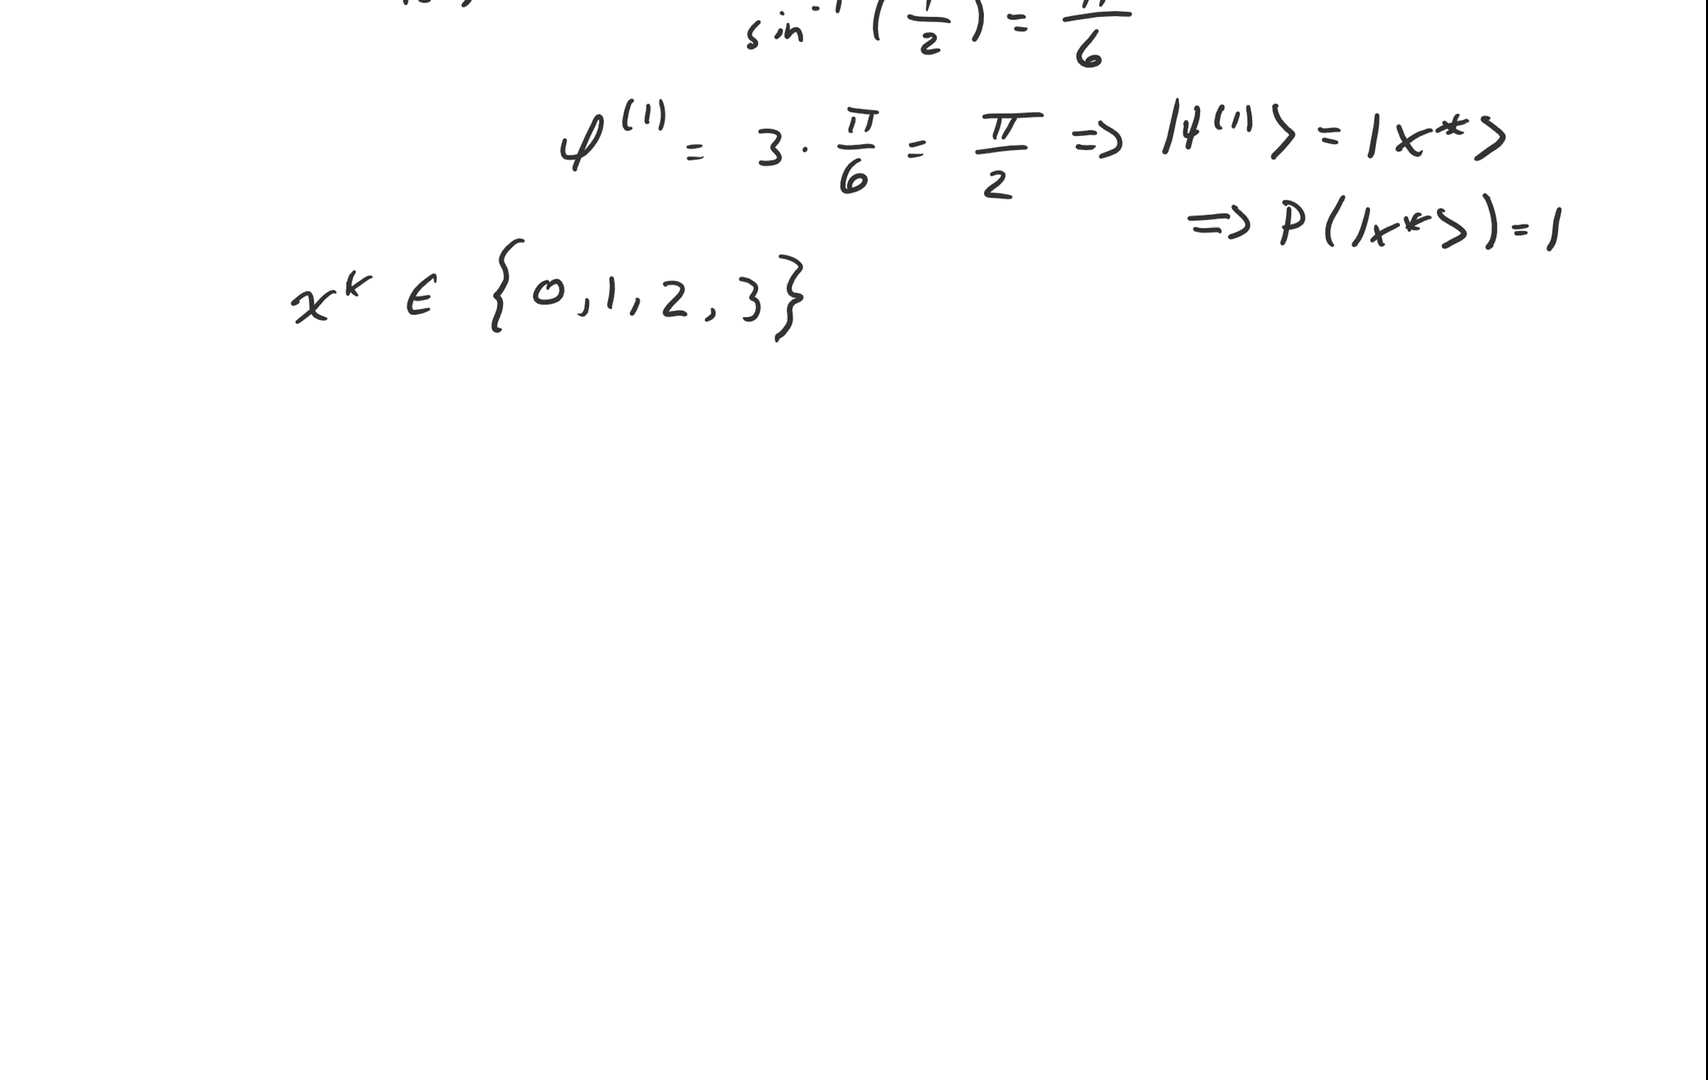 sin⁻¹(1/2) = π/6
φ⁽¹⁾ = 3 · π/6 = π/2 => |ψ⁽¹⁾> = |x*>
=> P(|x*>) = 1
x* ∈ {0, 1, 2, 3}